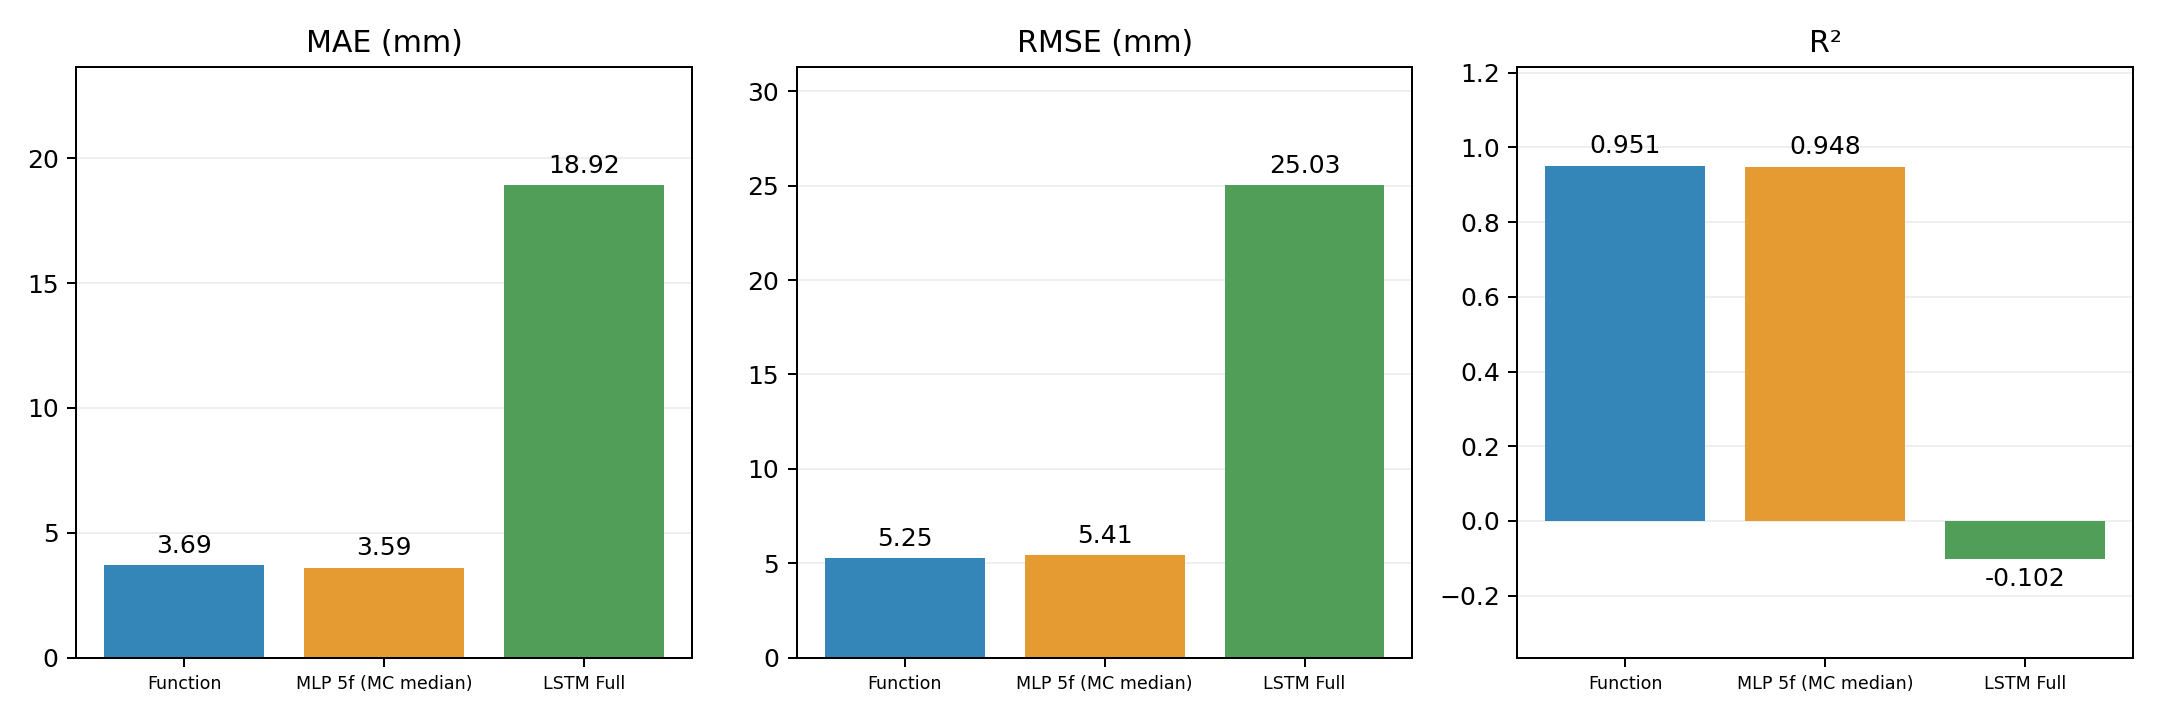 MAE (mm)
20
15
10
5
0
3.69
3.59
18.92
Function
MLP 5f (MC median)
LSTM Full
RMSE (mm)
30
25
20
15
10
5
0
5.25
5.41
25.03
Function
MLP 5f (MC median)
LSTM Full
R²
1.2
1.0
0.8
0.6
0.4
0.2
0.0
−0.2
0.951
0.948
-0.102
Function
MLP 5f (MC median)
LSTM Full